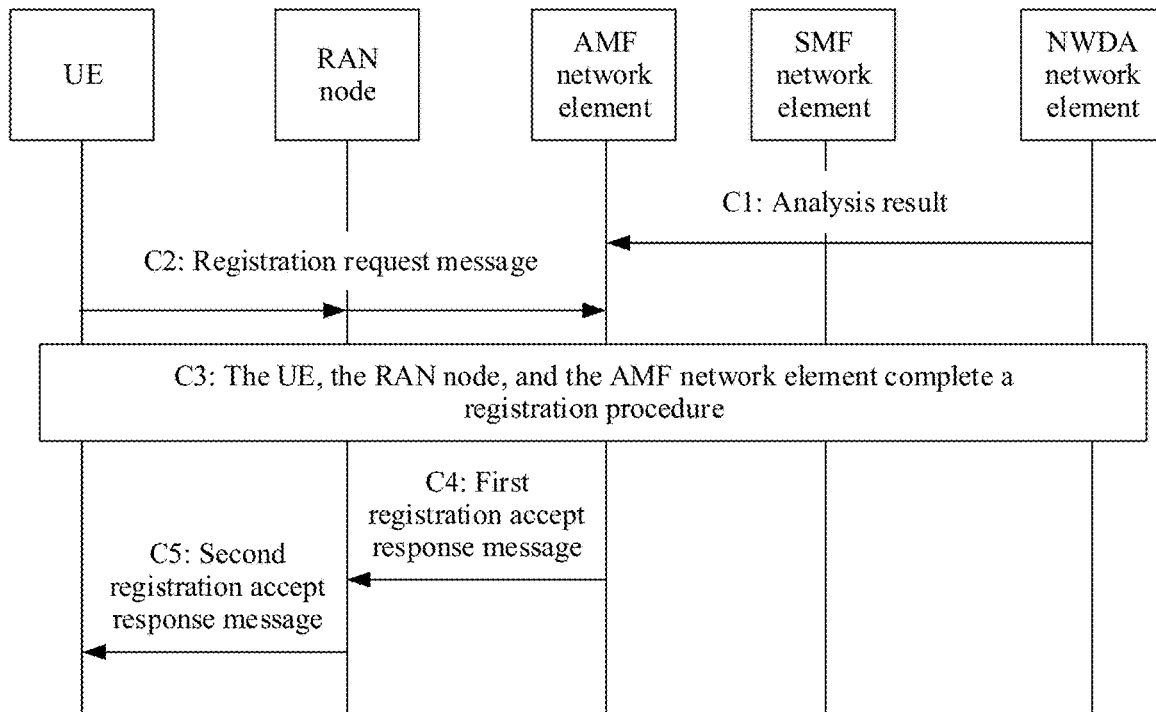 UE
RAN
node
AMF
network
element
SMF
network
element
NWDA
network
element
C1: Analysis result
C2: Registration request message
C3: The UE, the RAN node, and the AMF network element complete a
registration procedure
C4: First
registration accept
response message
C5: Second
registration accept
response message